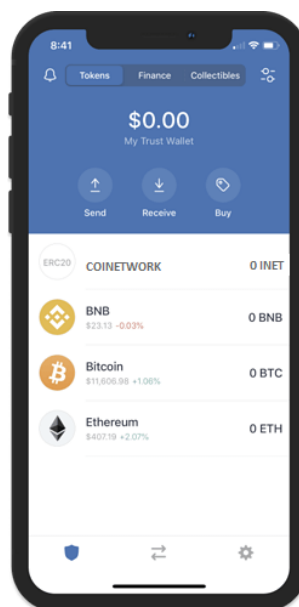 8:41
Tokens Finance Collectibles
$0.00
My Trust Wallet
Send Receive Buy
ERC20 COINETWORK 0 INET
BNB
$23.13 -0.03%
0 BNB
Bitcoin
$11,606.98 +1.06%
0 BTC
Ethereum
$407.19 +2.07%
0 ETH